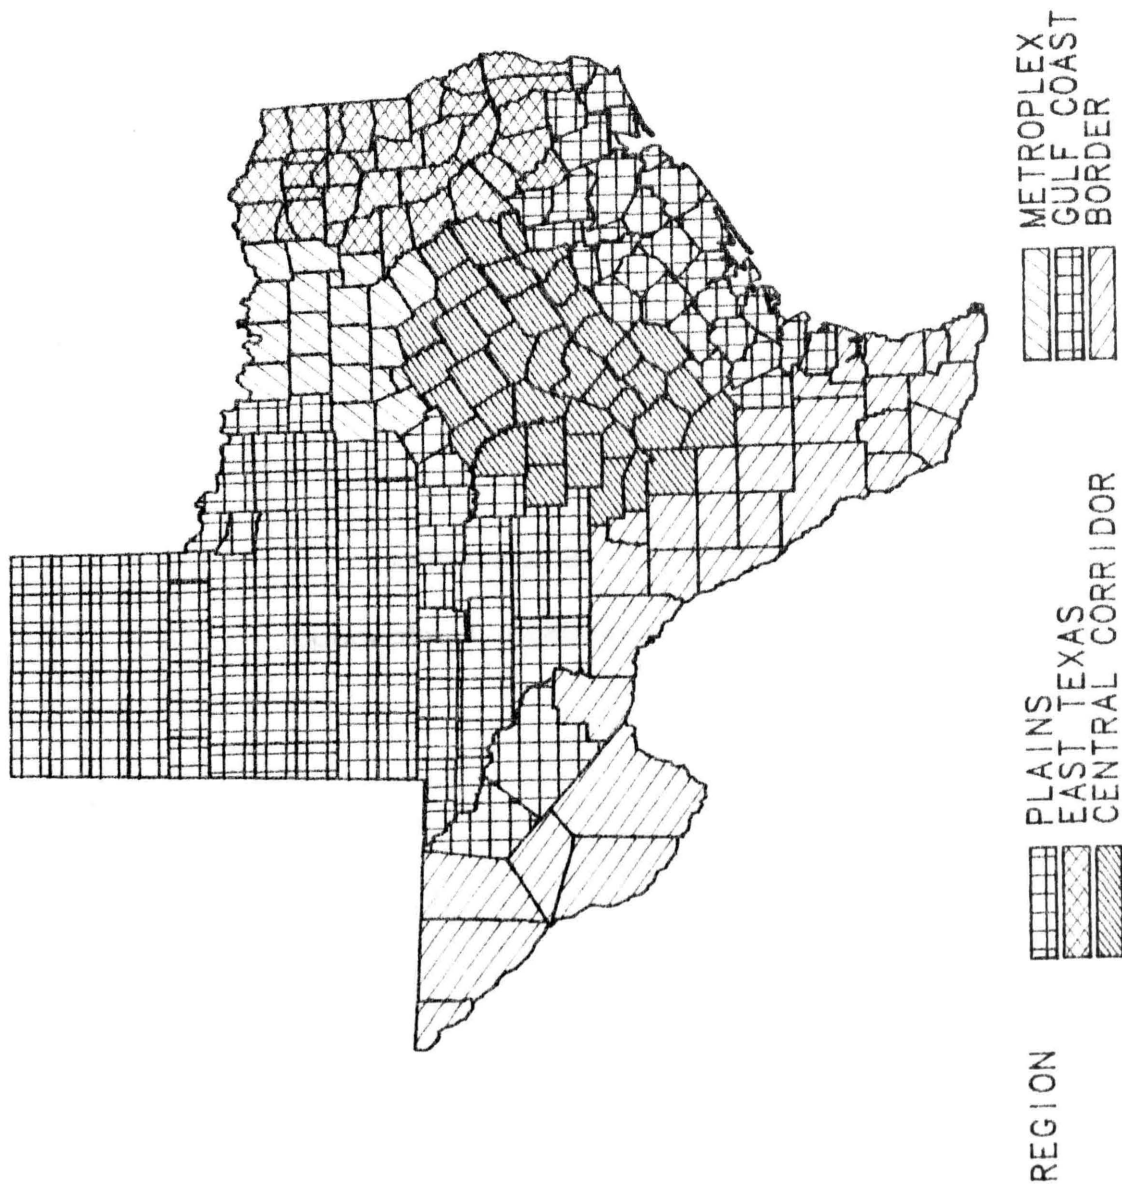 REGION
PLAINS
EAST TEXAS
CENTRAL CORRIDOR
METROPLEX
GULF COAST
BORDER